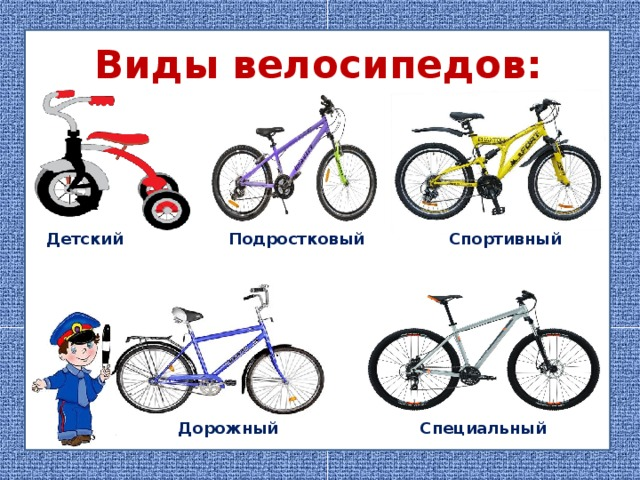 Виды велосипедов:
Детский
Подростковый
Спортивный
Дорожный
Специальный